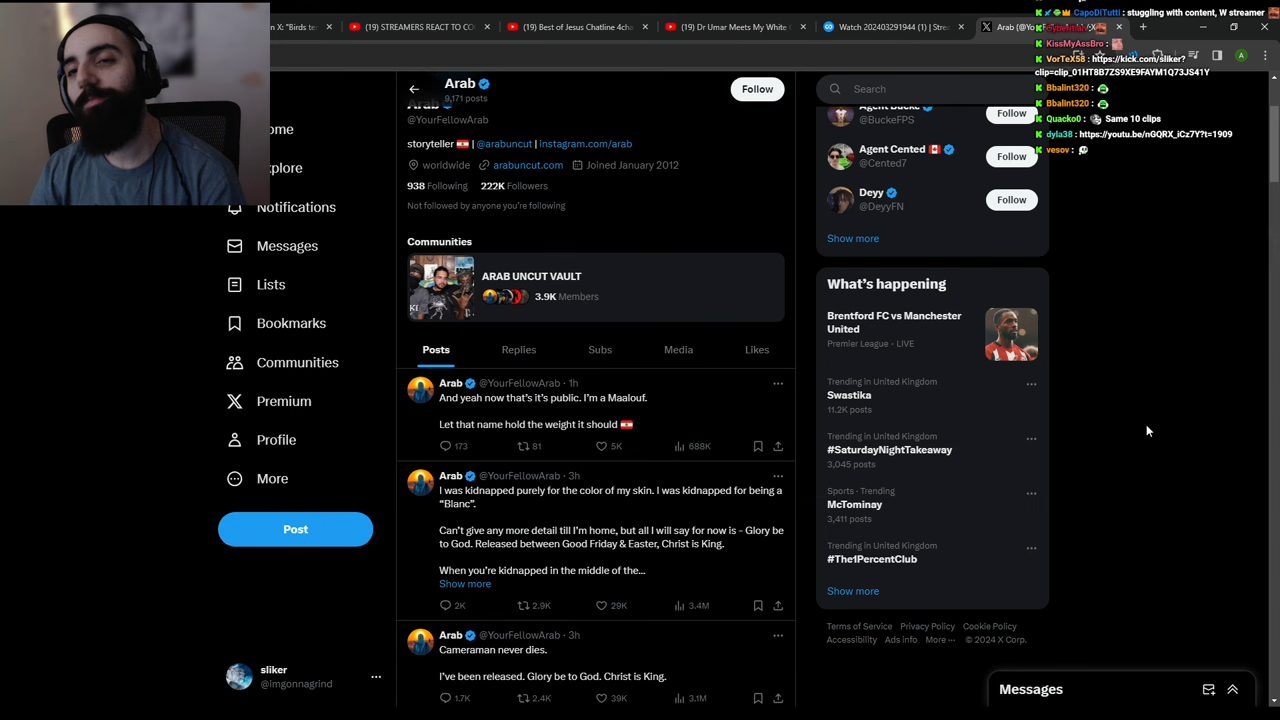 n X: "Birds te
(19) STREAMERS REACT TO CO
(19) Best of Jesus Chatline 4cha
(19) Dr Umar Meets My White
Watch 202403291944 (1) | Strea
Arab (@Yo
A
CapoDiTutti: stuggling with content, W streamer
KissMyAssBro :
VorTeX58 : https://kick.com/sliker?
clip=clip_01HT8B7ZS9XE9FAYM1Q73JS41Y
Bbalint320 :
Bbalint320 :
Quacko0 : Same 10 clips
dyla38 : https://youtu.be/nGQRX_iCz7Y?t=1909
vesov :
ome
plore
Notifications
Messages
Lists
Bookmarks
Communities
Premium
Profile
More
Post
sliker
@imgonnagrind
Arab
9,171 posts
Follow
Arab
@YourFellowArab
storyteller | @arabuncut | instagram.com/arab
worldwide arabuncut.com Joined January 2012
938 Following 222K Followers
Not followed by anyone you're following
Communities
ARAB UNCUT VAULT
3.9K Members
Posts Replies Subs Media Likes
Arab @YourFellowArab · 1h
And yeah now that's it's public. I'm a Maalouf.
Let that name hold the weight it should
173 81 5K 688K
Arab @YourFellowArab · 3h
I was kidnapped purely for the color of my skin. I was kidnapped for being a
"Blanc".
Can't give any more detail till I'm home, but all I will say for now is - Glory be
to God. Released between Good Friday & Easter, Christ is King.
When you're kidnapped in the middle of the...
Show more
2K 2.9K 29K 3.4M
Arab @YourFellowArab · 3h
Cameraman never dies.
I've been released. Glory be to God. Christ is King.
1.7K 2.4K 39K 3.1M
Search
Agent Bucke
@BuckeFPS
Follow
Agent Cented
@Cented7
Follow
Deyy
@DeyyFN
Follow
Show more
What's happening
Brentford FC vs Manchester
United
Premier League · LIVE
Trending in United Kingdom
Swastika
11.2K posts
Trending in United Kingdom
#SaturdayNightTakeaway
3,045 posts
Sports · Trending
McTominay
3,411 posts
Trending in United Kingdom
#The1PercentClub
Show more
Terms of Service Privacy Policy Cookie Policy
Accessibility Ads info More ··· © 2024 X Corp.
Messages